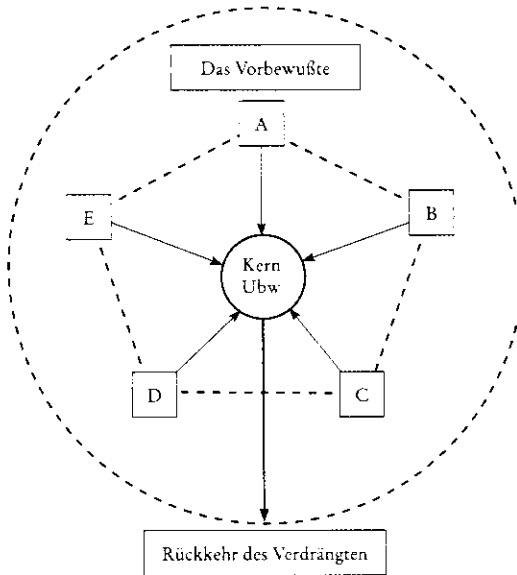 Das Vorbewußte
A
E
B
Kern
Ubw
D
C
Rückkehr des Verdrängten